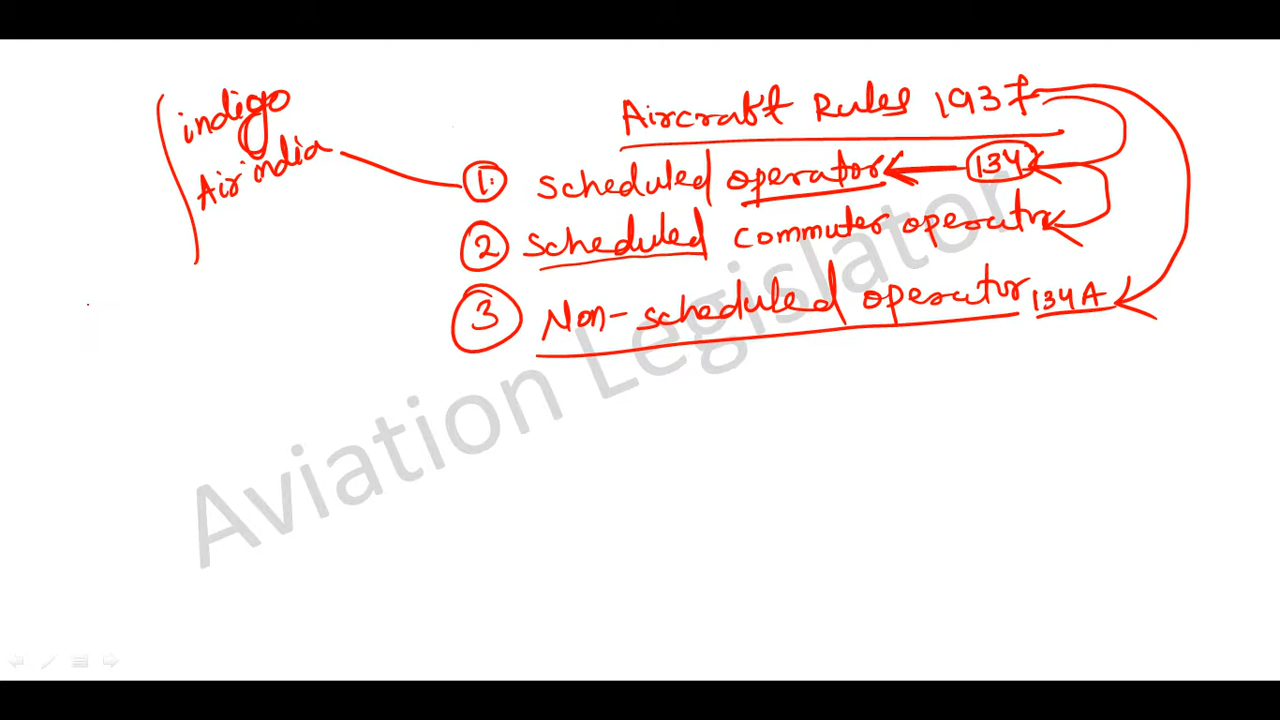 indigo
Air india
Aircraft Rules 1937
1. Scheduled operator 134
2 Scheduled commuter operator
3 Non-scheduled operator 134A
Aviation Legislator